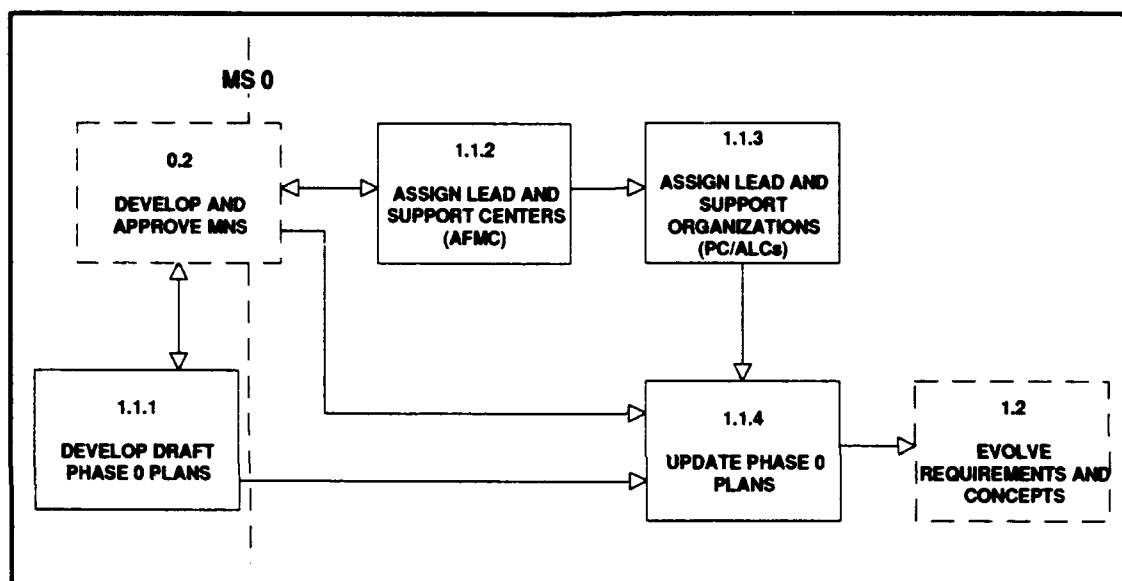 MS 0
0.2
DEVELOP AND
APPROVE MNS
1.1.2
ASSIGN LEAD AND
SUPPORT CENTERS
(AFMC)
1.1.3
ASSIGN LEAD AND
SUPPORT
ORGANIZATIONS
(PC/ALCs)
1.1.1
DEVELOP DRAFT
PHASE 0 PLANS
1.1.4
UPDATE PHASE 0
PLANS
1.2
EVOLVE
REQUIREMENTS AND
CONCEPTS